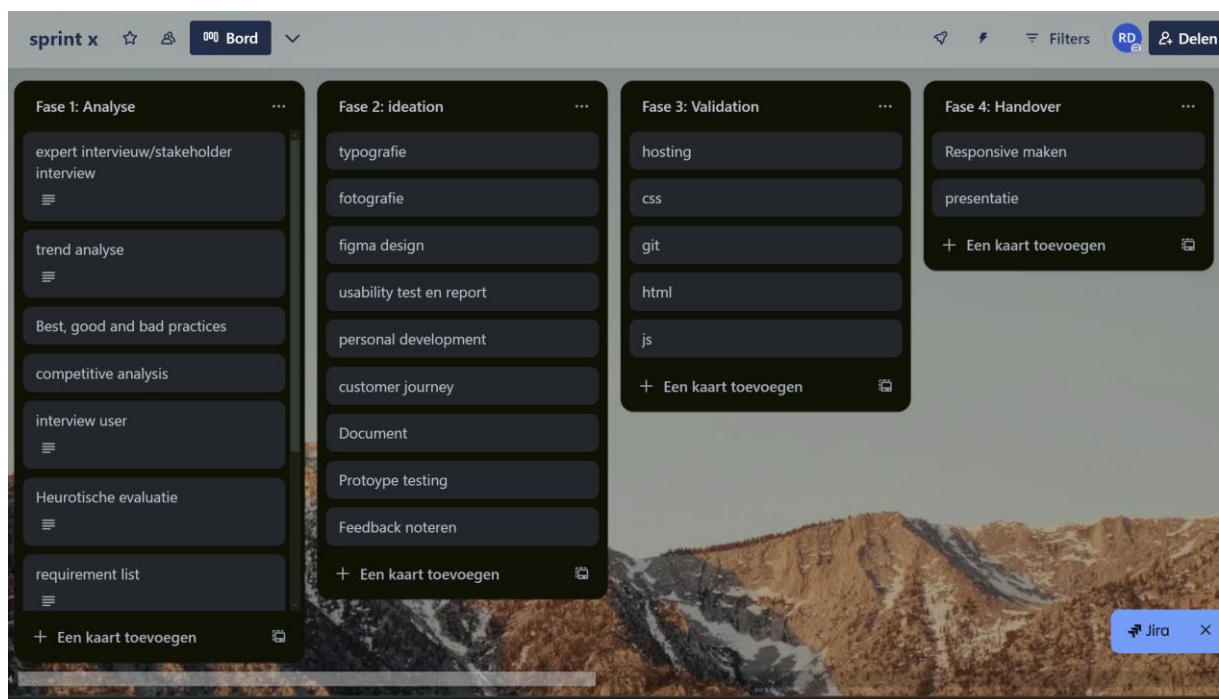 sprint x
Bord
Filters
RD
Delen
Fase 1: Analyse
expert intervieuw/stakeholder
interview
trend analyse
Best, good and bad practices
competitive analysis
interview user
Heurotische evaluatie
requirement list
+ Een kaart toevoegen
Fase 2: ideation
typografie
fotografie
figma design
usability test en report
personal development
customer journey
Document
Protoype testing
Feedback noteren
+ Een kaart toevoegen
Fase 3: Validation
hosting
css
git
html
js
+ Een kaart toevoegen
Fase 4: Handover
Responsive maken
presentatie
+ Een kaart toevoegen
Jira